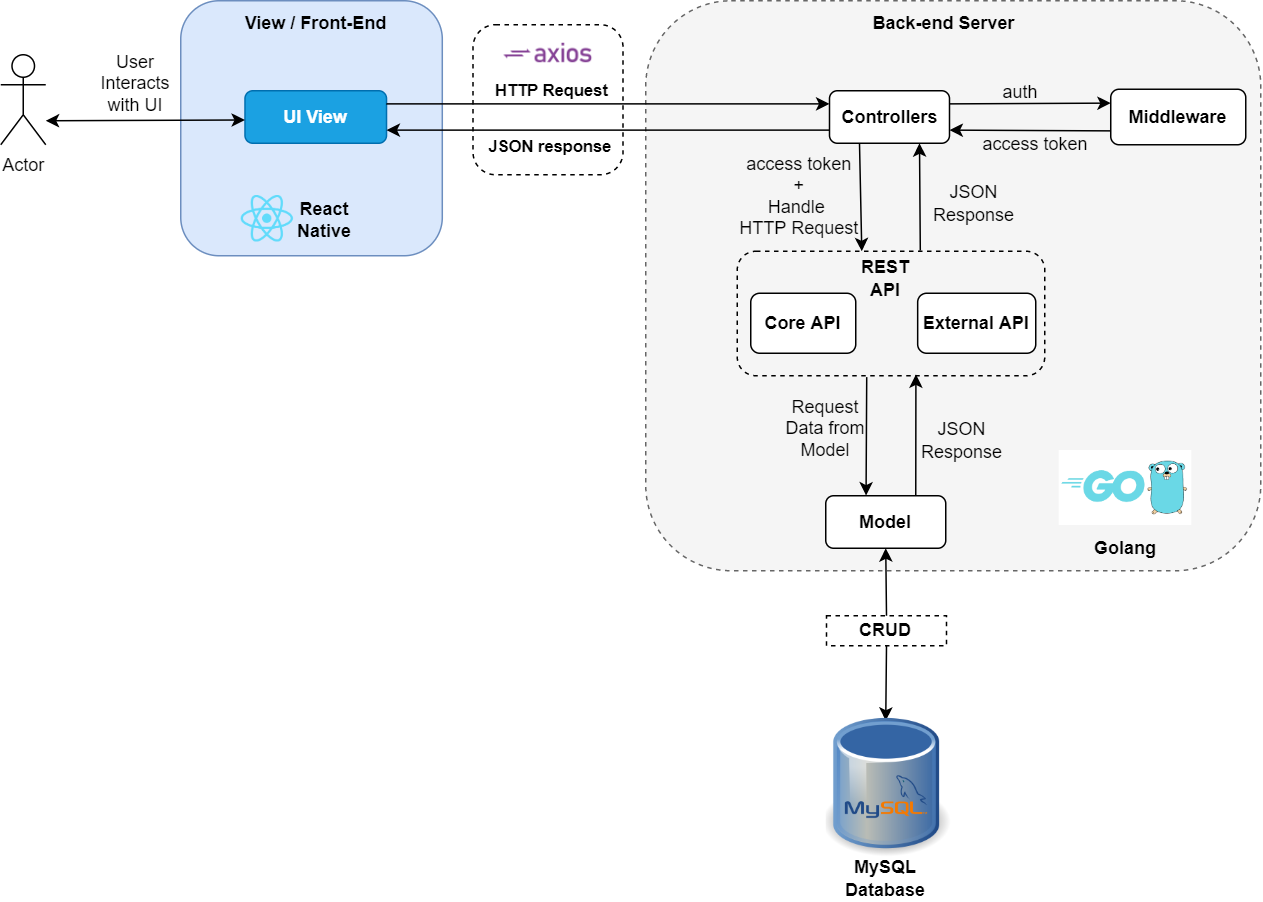 View / Front-End
Back-end Server
axios
User
Interacts
with UI
HTTP Request
UI View
JSON response
Controllers
auth
Middleware
access token
Actor
access token
+
Handle
HTTP Request
JSON
Response
React
Native
REST
API
Core API
External API
Request
Data from
Model
JSON
Response
GO
Model
Golang
CRUD
MySQL
MySQL
Database